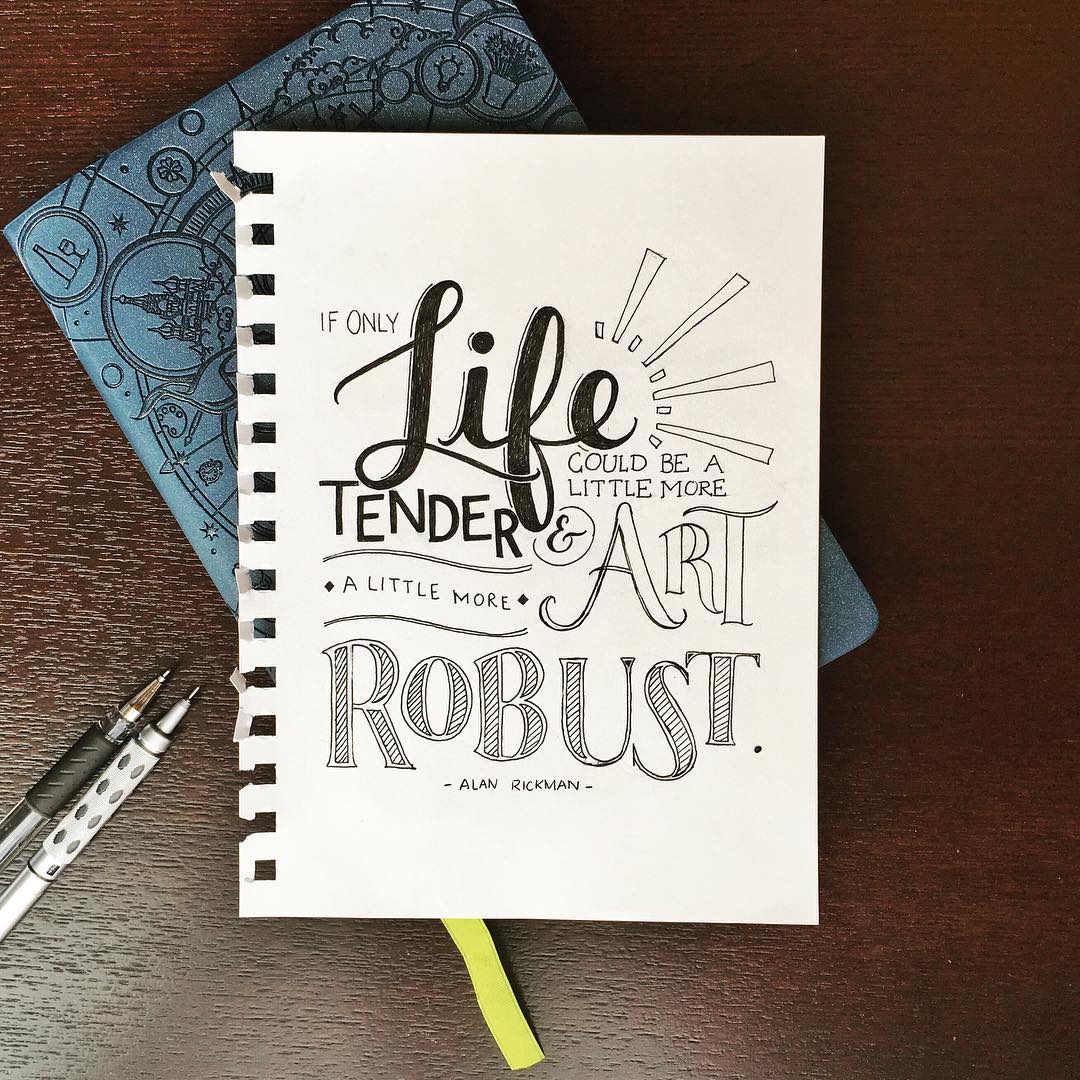 IF ONLY
Life
COULD BE A
LITTLE MORE
TENDER
& ART
A LITTLE MORE
ROBUST.
- ALAN RICKMAN -